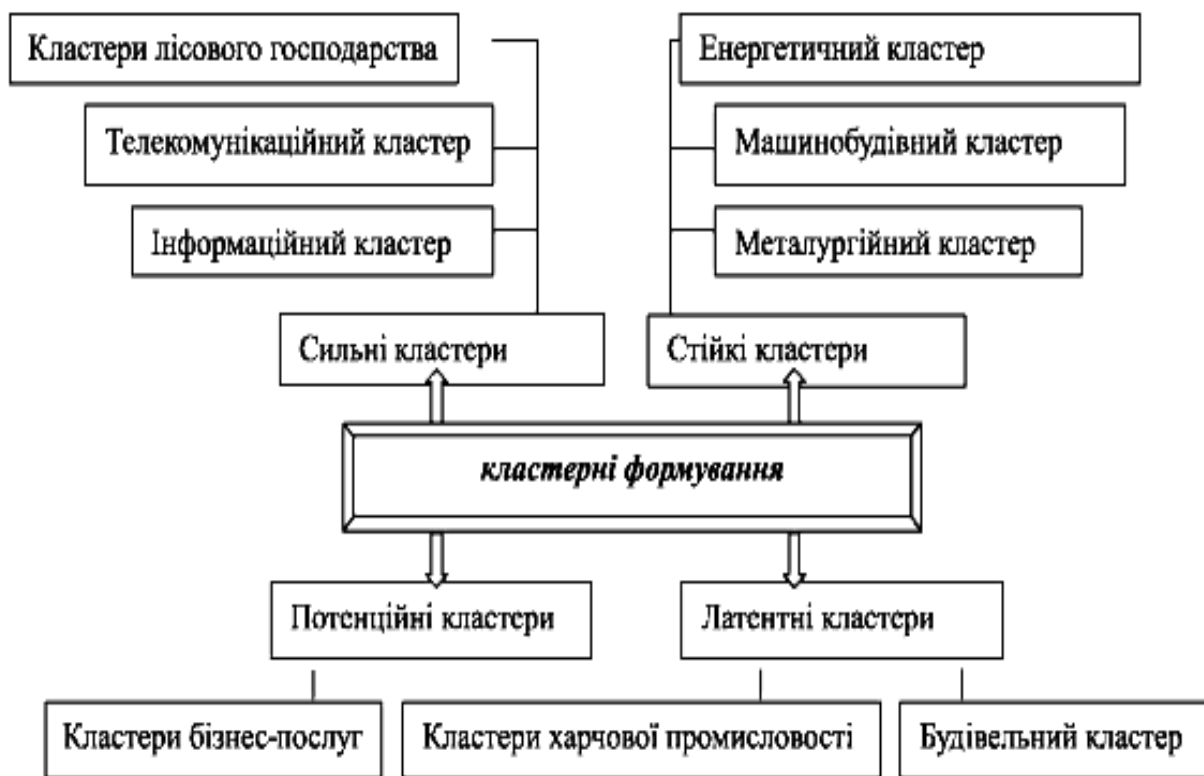 Кластери лісового господарства
Енергетичний кластер
Телекомунікаційний кластер
Машинобудівний кластер
Інформаційний кластер
Металургійний кластер
Сильні кластери
Стійкі кластери
кластерні формування
Потенційні кластери
Латентні кластери
Кластери бізнес-послуг
Кластери харчової промисловості
Будівельний кластер